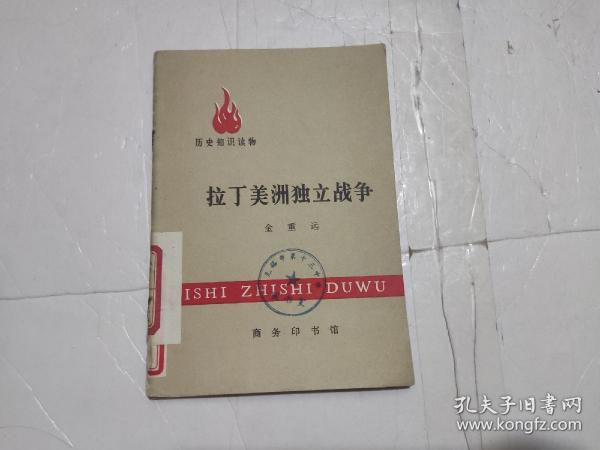 历史知识读物
拉丁美洲独立战争
金重远
ISHI ZHISHI DUWU
商务印书馆
孔夫子旧书网
www.kongfz.com